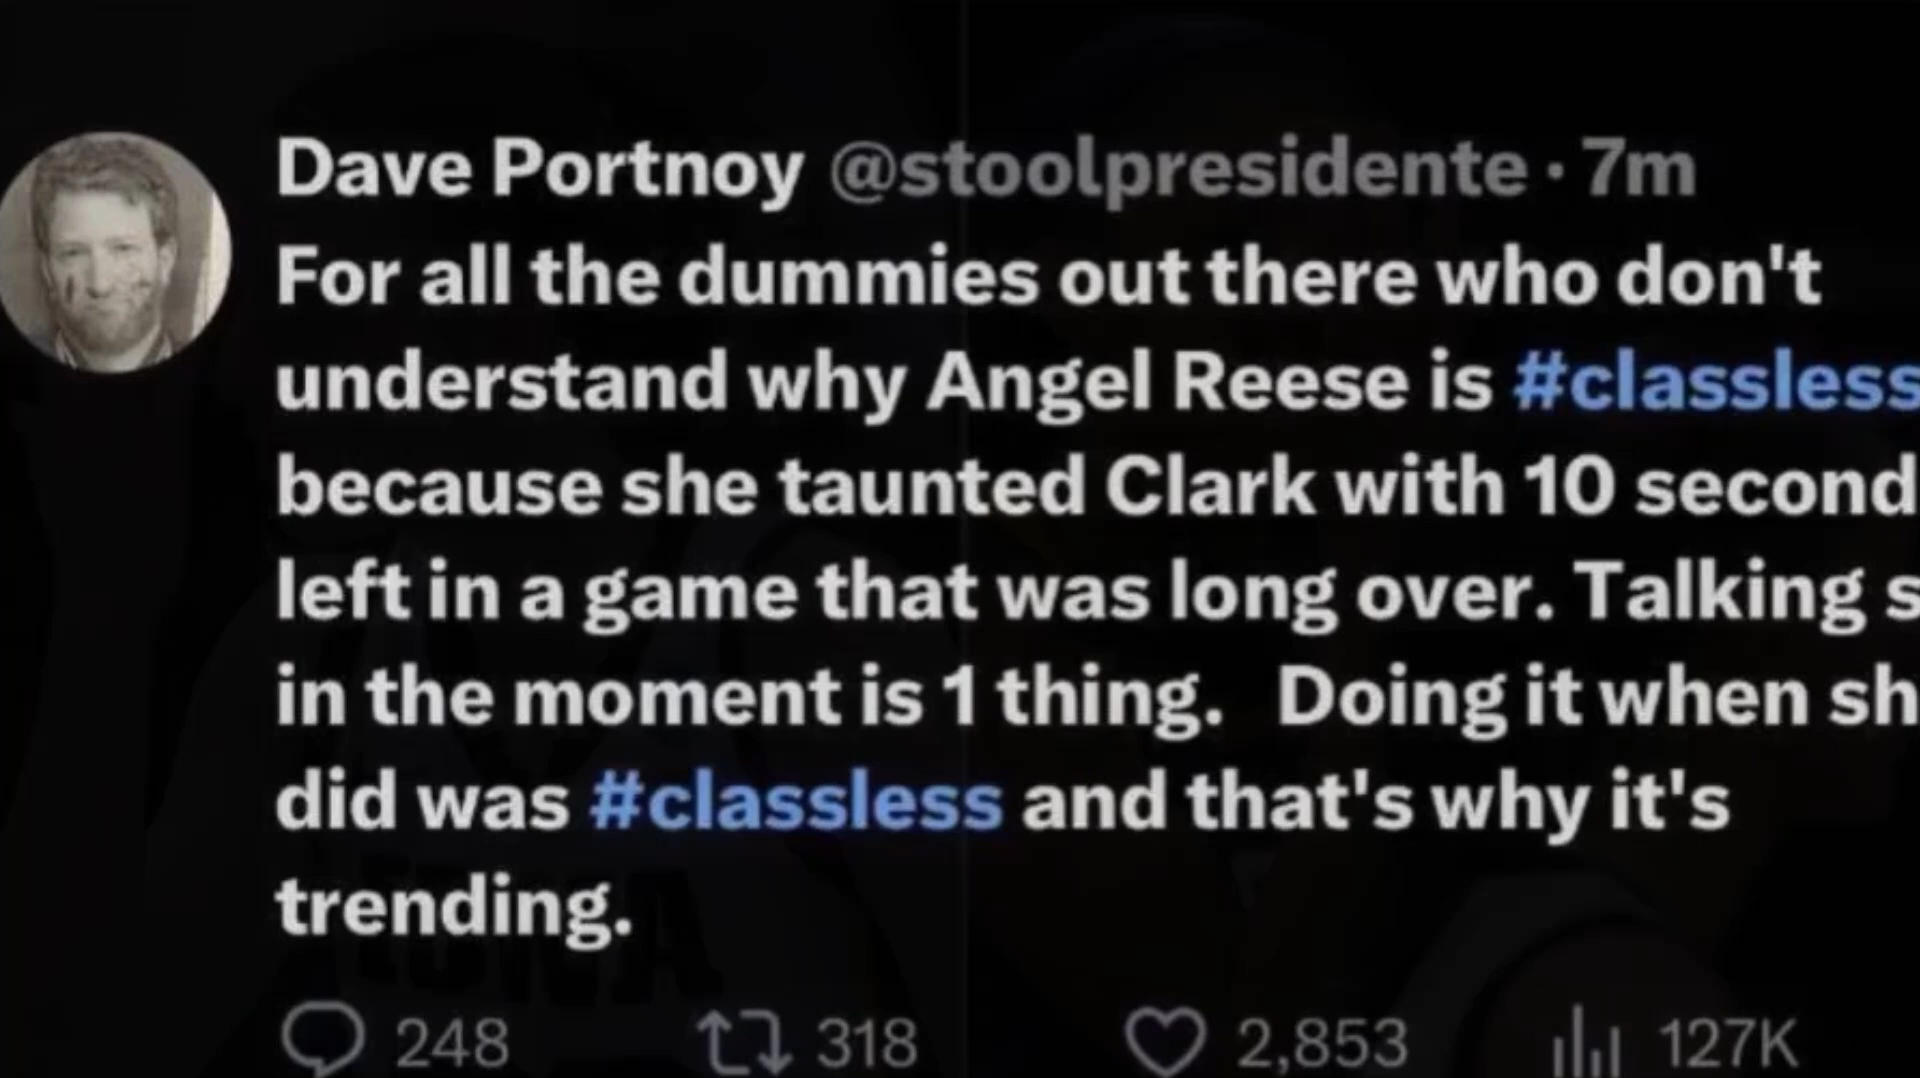 Dave Portnoy @stoolpresidente · 7m
For all the dummies out there who don't
understand why Angel Reese is #classless
because she taunted Clark with 10 second
left in a game that was long over. Talking s
in the moment is 1 thing. Doing it when sh
did was #classless and that's why it's
trending.
248 318 2,853 127K